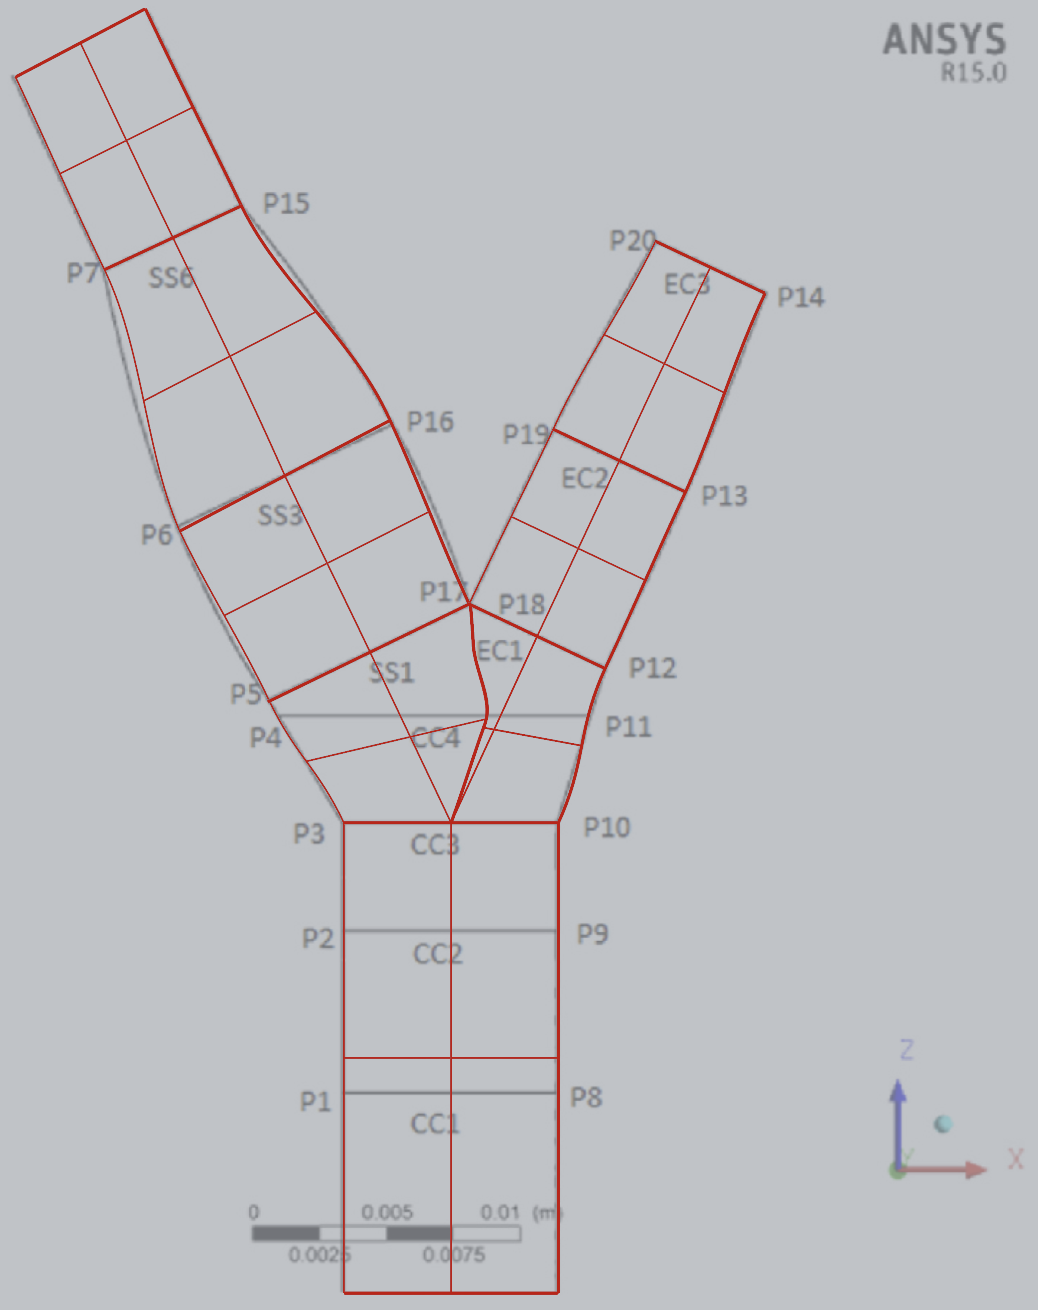 ANSYS
R15.0
P15
P7
SS6
P20
EC3
P14
P16
P19
EC2
P13
P6
SS3
P17
P18
EC1
P12
P5
SS1
P4
CC4
P11
P3
CC3
P10
P2
CC2
P9
P1
CC1
P8
Z
Y
X
0 0.005 0.01 (m)
0.0025 0.0075